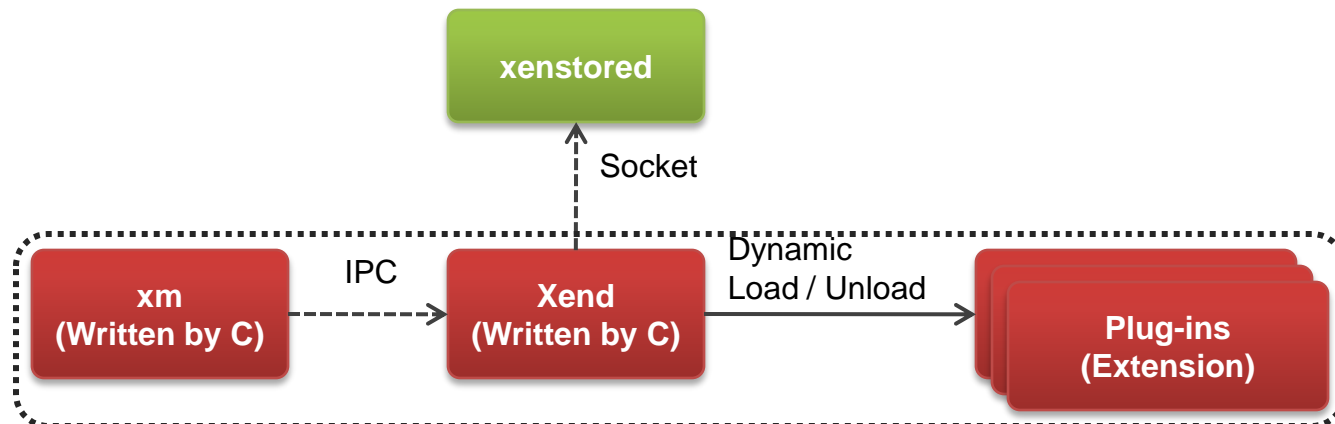 xenstored
Socket
xm
(Written by C)
IPC
Xend
(Written by C)
Dynamic
Load / Unload
Plug-ins
(Extension)